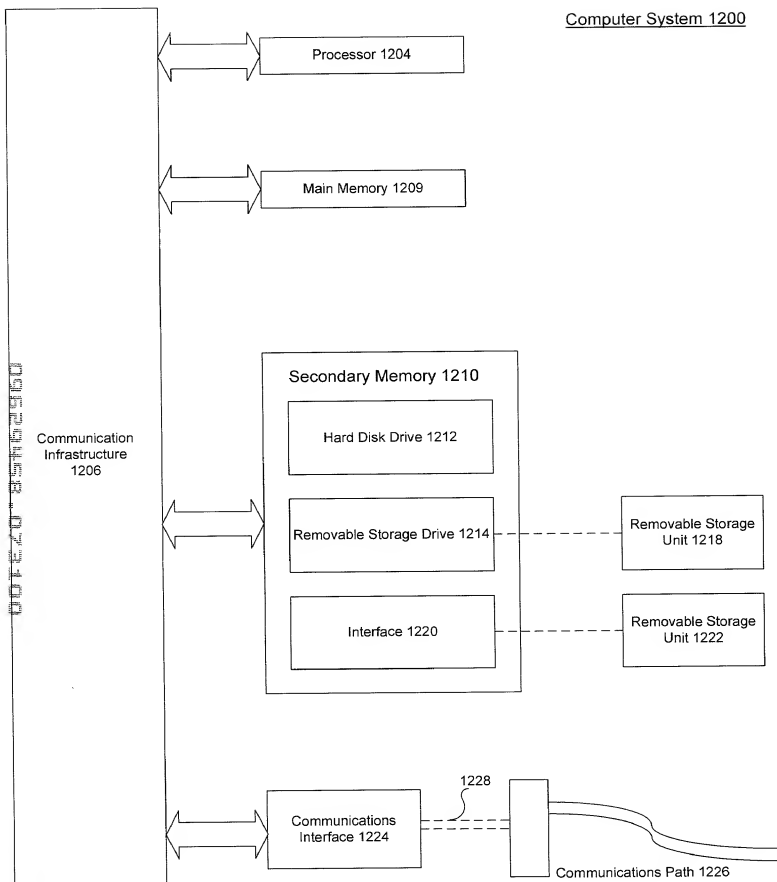 Computer System 1200
Processor 1204
Main Memory 1209
Secondary Memory 1210
Hard Disk Drive 1212
Communication
Infrastructure
1206
Removable Storage Drive 1214
Removable Storage
Unit 1218
Interface 1220
Removable Storage
Unit 1222
1228
Communications
Interface 1224
Communications Path 1226